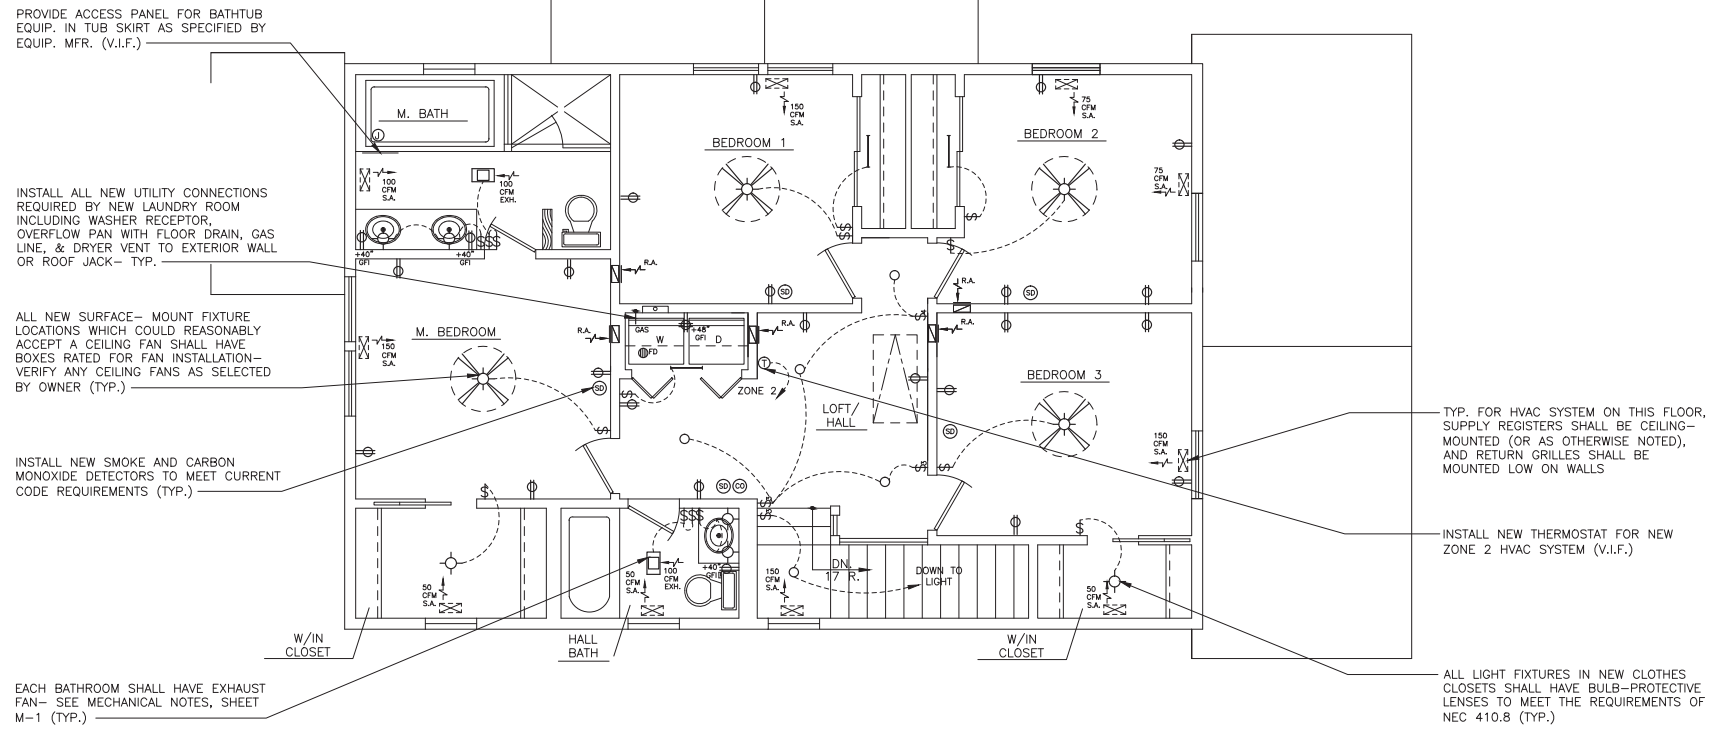 PROVIDE ACCESS PANEL FOR BATHTUB
EQUIP. IN TUB SKIRT AS SPECIFIED BY
EQUIP. MFR. (V.I.F.)
INSTALL ALL NEW UTILITY CONNECTIONS
REQUIRED BY NEW LAUNDRY ROOM
INCLUDING WASHER RECEPTOR,
OVERFLOW PAN WITH FLOOR DRAIN, GAS
LINE, & DRYER VENT TO EXTERIOR WALL
OR ROOF JACK– TYP.
ALL NEW SURFACE– MOUNT FIXTURE
LOCATIONS WHICH COULD REASONABLY
ACCEPT A CEILING FAN SHALL HAVE
BOXES RATED FOR FAN INSTALLATION–
VERIFY ANY CEILING FANS AS SELECTED
BY OWNER (TYP.)
INSTALL NEW SMOKE AND CARBON
MONOXIDE DETECTORS TO MEET CURRENT
CODE REQUIREMENTS (TYP.)
EACH BATHROOM SHALL HAVE EXHAUST
FAN– SEE MECHANICAL NOTES, SHEET
M–1 (TYP.)
M. BATH
J
100
CFM
S.A.
100
CFM
EXH.
$$$
+40"
GFI
+40"
GFI
BEDROOM 1
150
CFM
S.A.
$
$
R.A.
SD
BEDROOM 2
75
CFM
S.A.
75
CFM
S.A.
$
$
R.A.
SD
M. BEDROOM
150
CFM
S.A.
SD
$
R.A.
GAS
W
FD
+48"
GFI
D
R.A.
$
T
ZONE 2
LOFT/
HALL
R.A.
BEDROOM 3
SD
150
CFM
S.A.
$
$
SD
CO
$
50
CFM
S.A.
$$$
50
CFM
S.A.
100
CFM
EXH.
+40"
GFI
150
CFM
S.A.
DN.
17 R.
DOWN TO
LIGHT
$
50
CFM
S.A.
W/IN
CLOSET
HALL
BATH
W/IN
CLOSET
TYP. FOR HVAC SYSTEM ON THIS FLOOR,
SUPPLY REGISTERS SHALL BE CEILING–
MOUNTED (OR AS OTHERWISE NOTED),
AND RETURN GRILLES SHALL BE
MOUNTED LOW ON WALLS
INSTALL NEW THERMOSTAT FOR NEW
ZONE 2 HVAC SYSTEM (V.I.F.)
ALL LIGHT FIXTURES IN NEW CLOTHES
CLOSETS SHALL HAVE BULB–PROTECTIVE
LENSES TO MEET THE REQUIREMENTS OF
NEC 410.8 (TYP.)